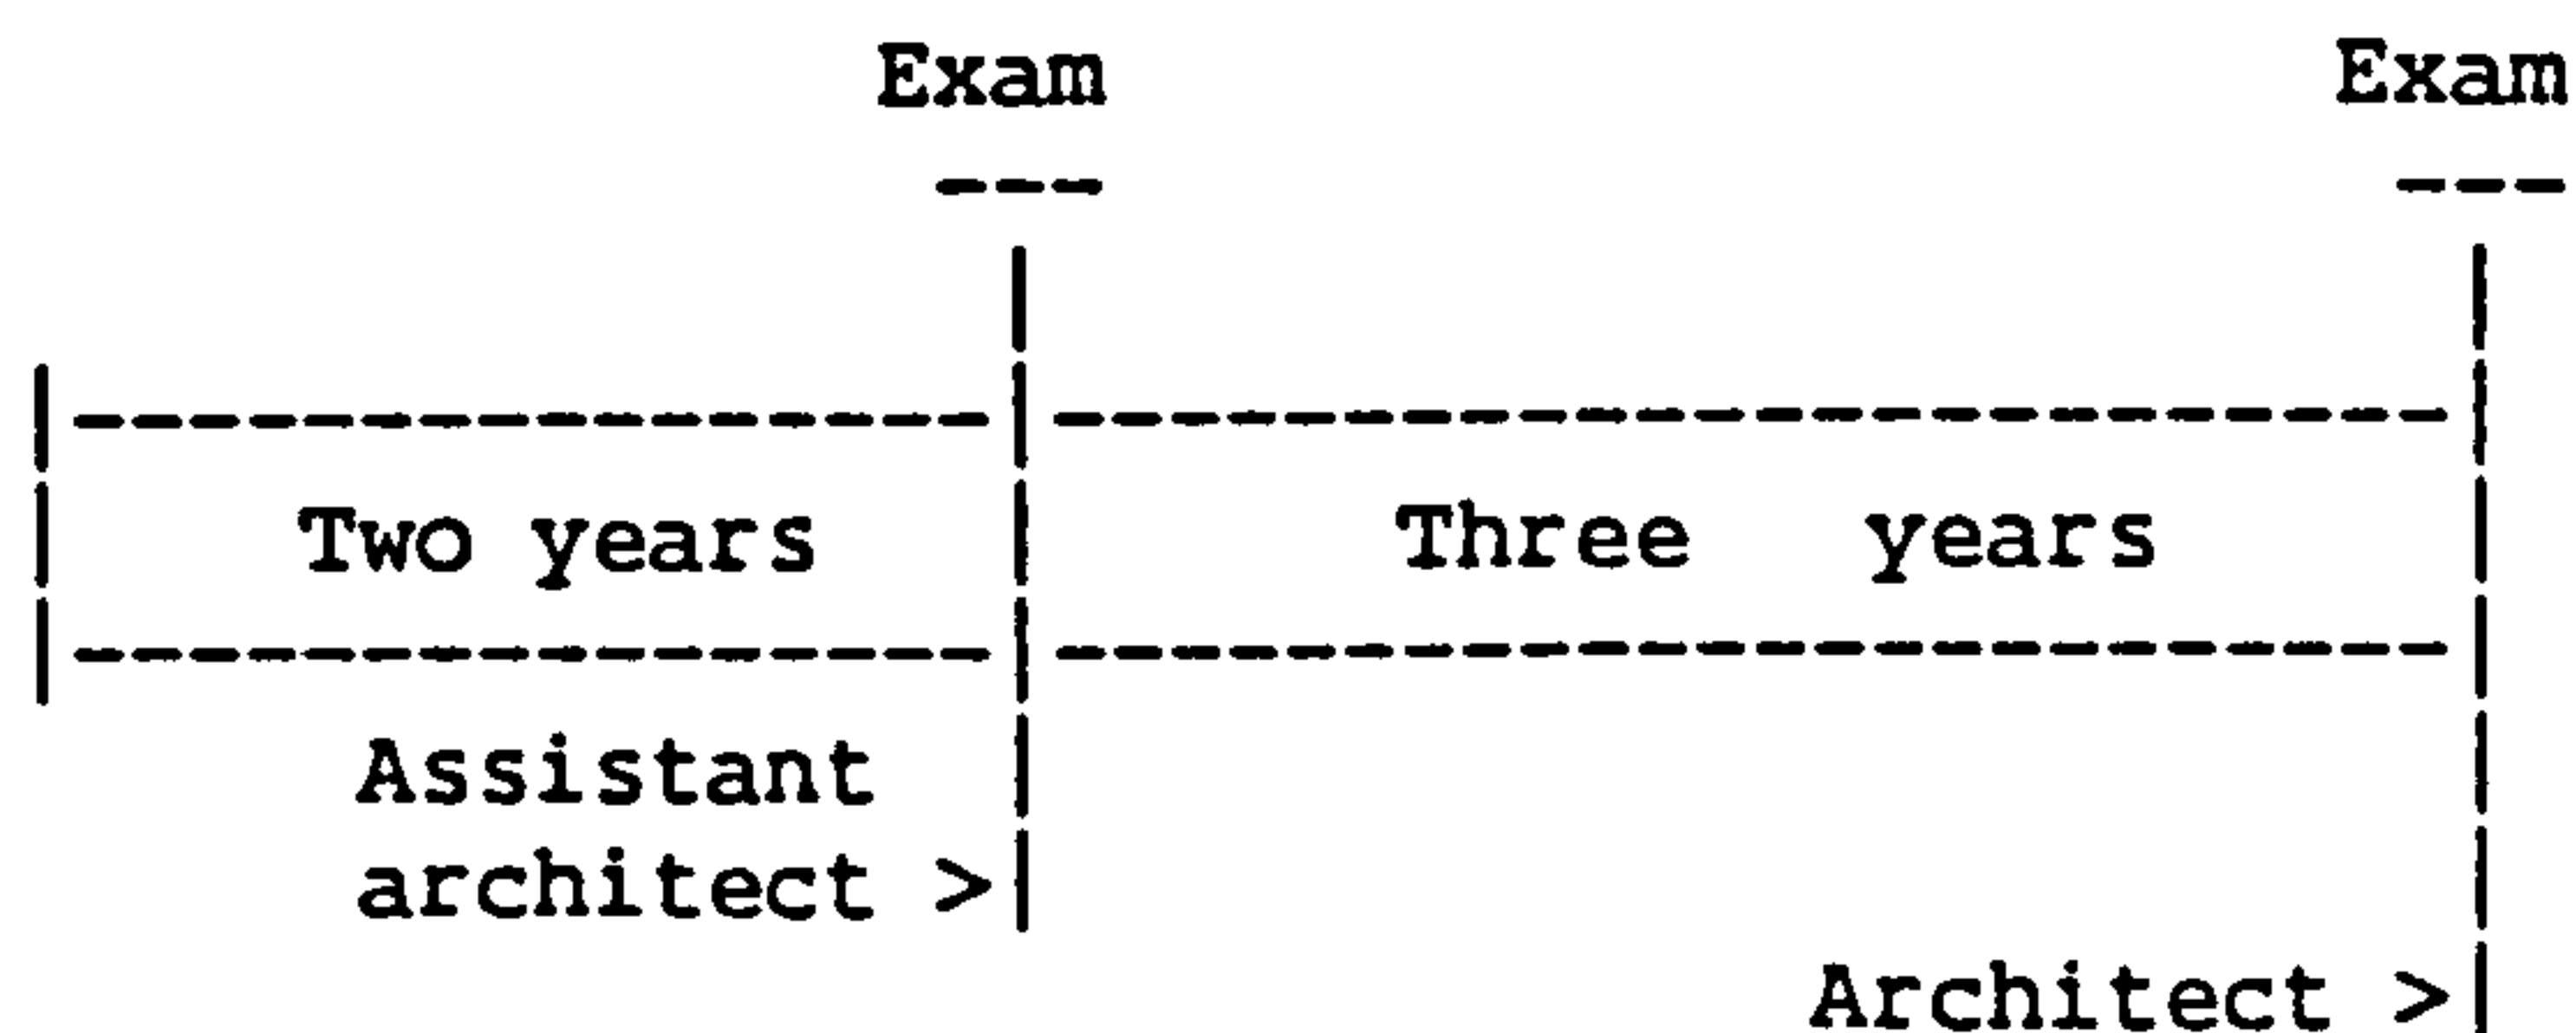 Exam Exam
Two years Three years
Assistant
architect >
Architect >